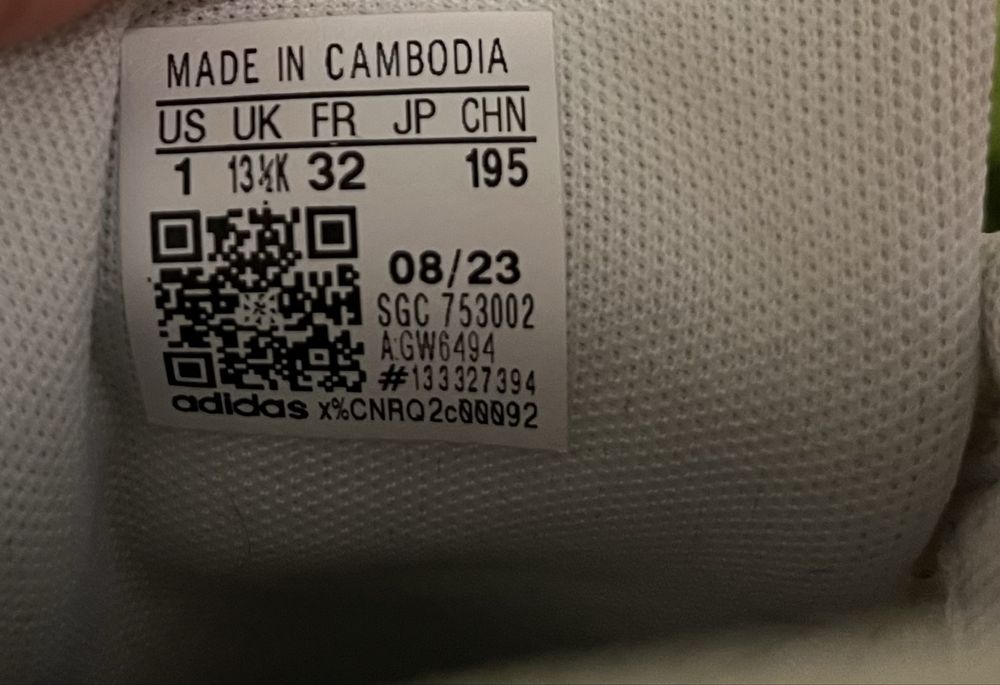 MADE IN CAMBODIA
US UK FR JP CHN
1 13½K 32 195
08/23
SGC 753002
A:GW6494
#133327394
adidas x%CNRQ2c00092